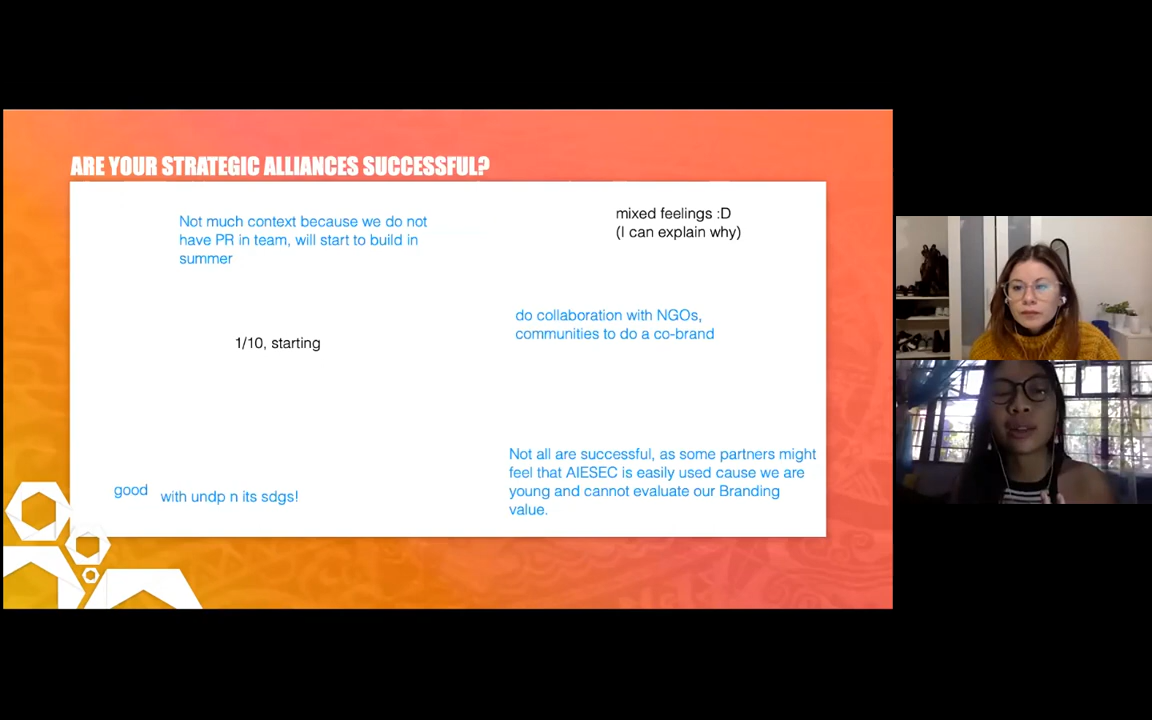 ARE YOUR STRATEGIC ALLIANCES SUCCESSFUL?
Not much context because we do not
have PR in team, will start to build in
summer
mixed feelings :D
(I can explain why)
do collaboration with NGOs,
communities to do a co-brand
1/10, starting
Not all are successful, as some partners might
feel that AIESEC is easily used cause we are
young and cannot evaluate our Branding
value.
good
with undp n its sdgs!